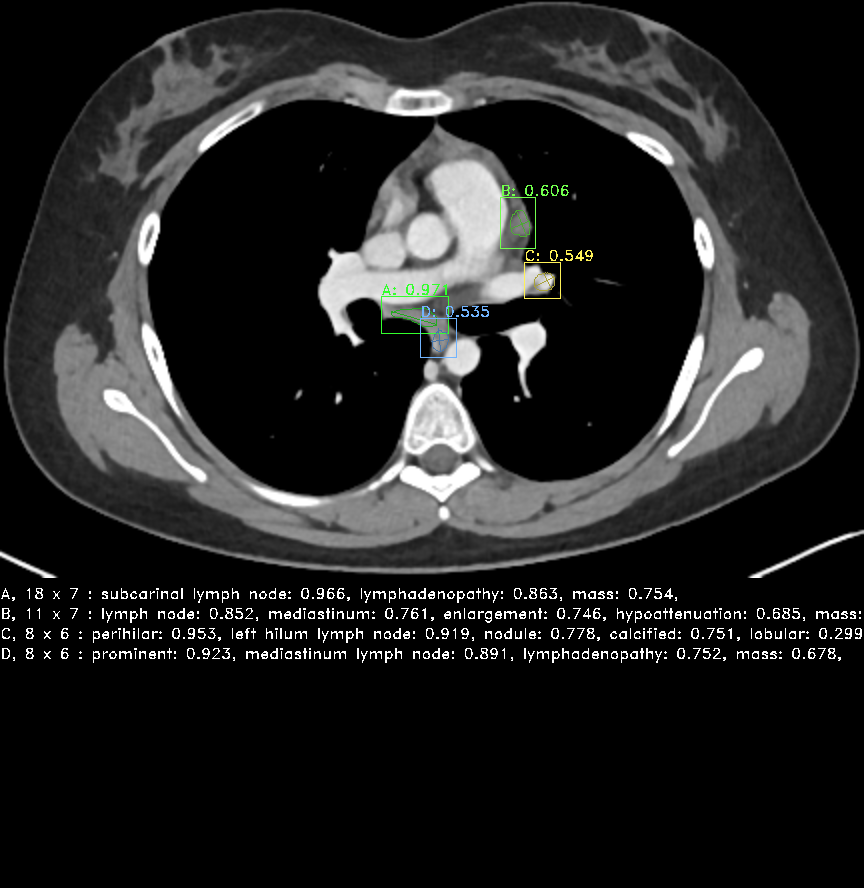 B: 0.606
C: 0.549
A: 0.971
D: 0.535
A, 18 x 7 : subcarinal lymph node: 0.966, lymphadenopathy: 0.863, mass: 0.754,
B, 11 x 7 : lymph node: 0.852, mediastinum: 0.761, enlargement: 0.746, hypoattenuation: 0.685, mass:
C, 8 x 6 : perihilar: 0.953, left hilum lymph node: 0.919, nodule: 0.778, calcified: 0.751, lobular: 0.299
D, 8 x 6 : prominent: 0.923, mediastinum lymph node: 0.891, lymphadenopathy: 0.752, mass: 0.678,